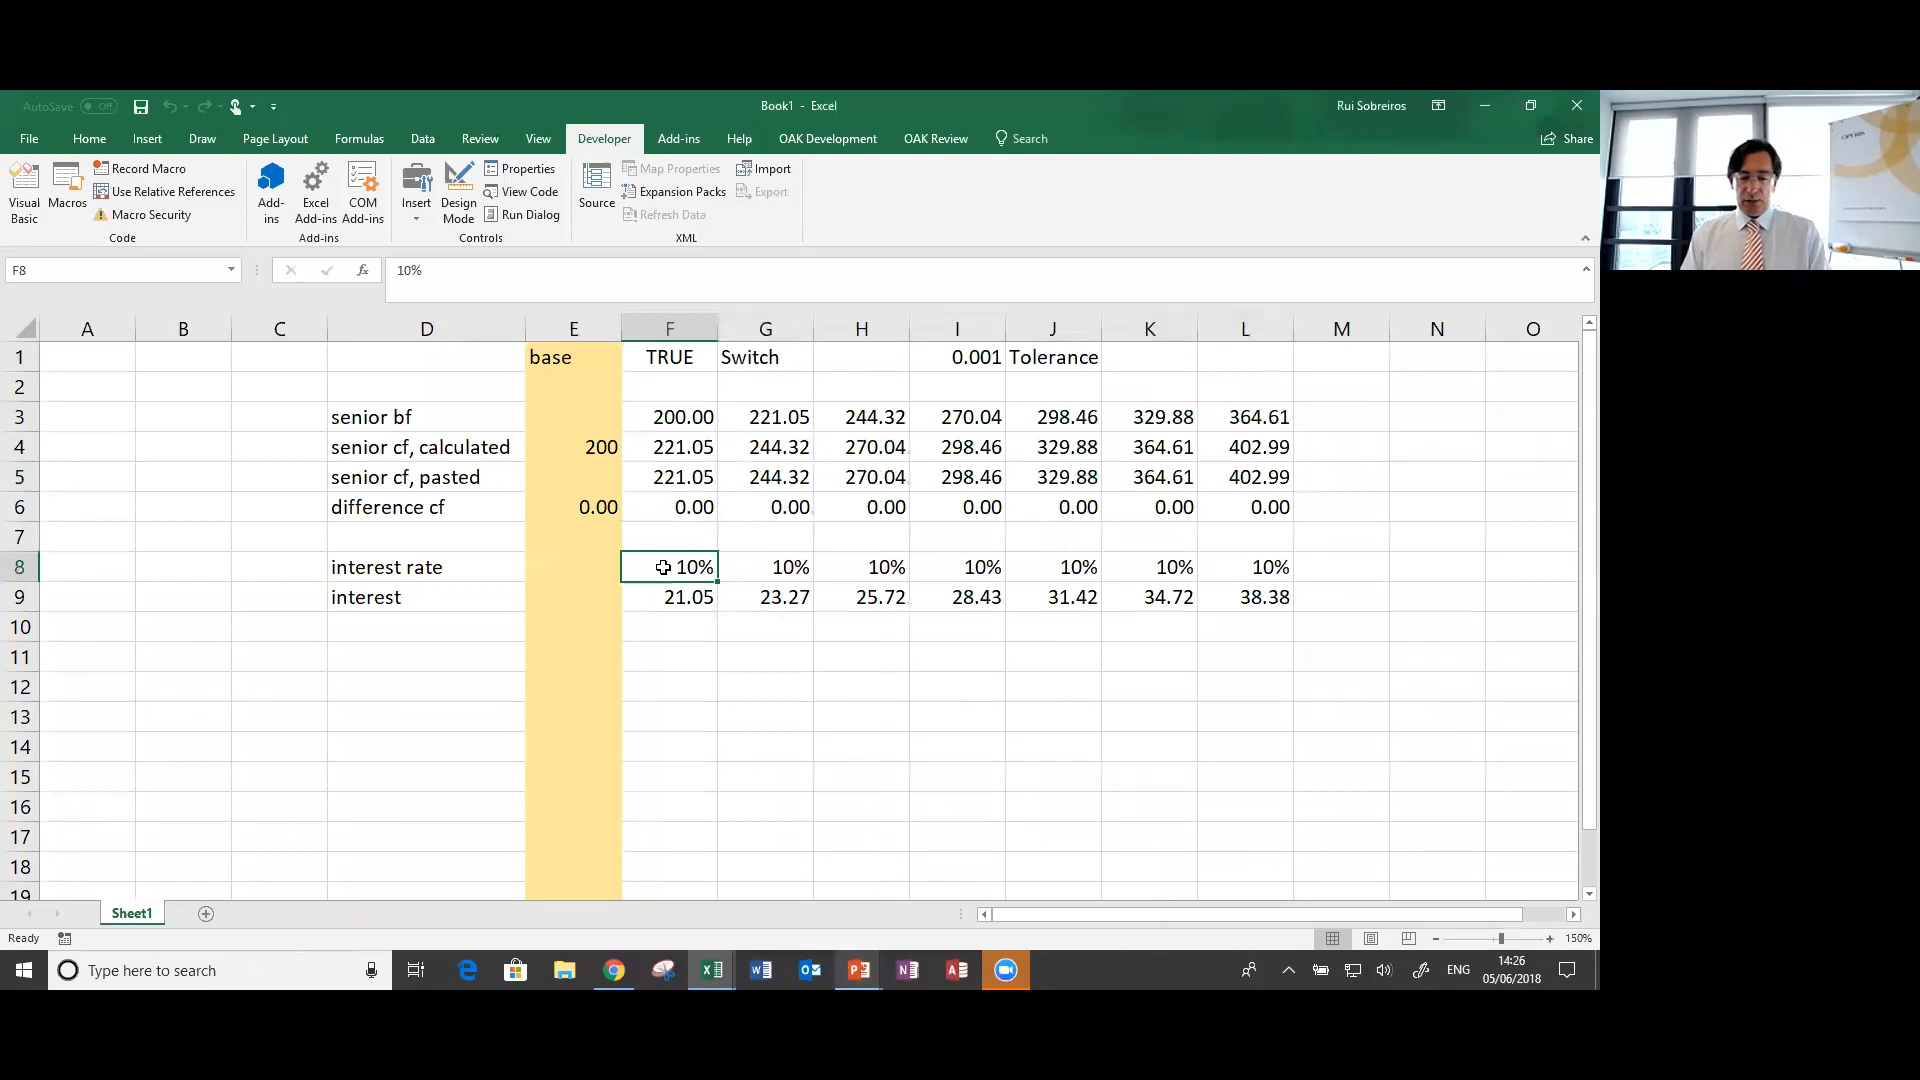 AutoSave Off
Book1 - Excel
Rui Sobreiros
File Home Insert Draw Page Layout Formulas Data Review View Developer Add-ins Help OAK Development OAK Review Search Share
Visual Basic
Macros
Record Macro
Use Relative References
Macro Security
Code
Add-ins
Excel Add-ins
COM Add-ins
Add-ins
Insert
Design Mode
Properties
View Code
Run Dialog
Controls
Source
Map Properties
Expansion Packs
Refresh Data
Import
Export
XML
F8 fx 10%
A B C D E F G H I J K L M N O
1 base TRUE Switch 0.001 Tolerance
2
3 senior bf 200.00 221.05 244.32 270.04 298.46 329.88 364.61
4 senior cf, calculated 200 221.05 244.32 270.04 298.46 329.88 364.61 402.99
5 senior cf, pasted 221.05 244.32 270.04 298.46 329.88 364.61 402.99
6 difference cf 0.00 0.00 0.00 0.00 0.00 0.00 0.00 0.00
7
8 interest rate 10% 10% 10% 10% 10% 10% 10%
9 interest 21.05 23.27 25.72 28.43 31.42 34.72 38.38
10
11
12
13
14
15
16
17
18
19
Sheet1
Ready
150%
Type here to search
ENG
14:26
05/06/2018